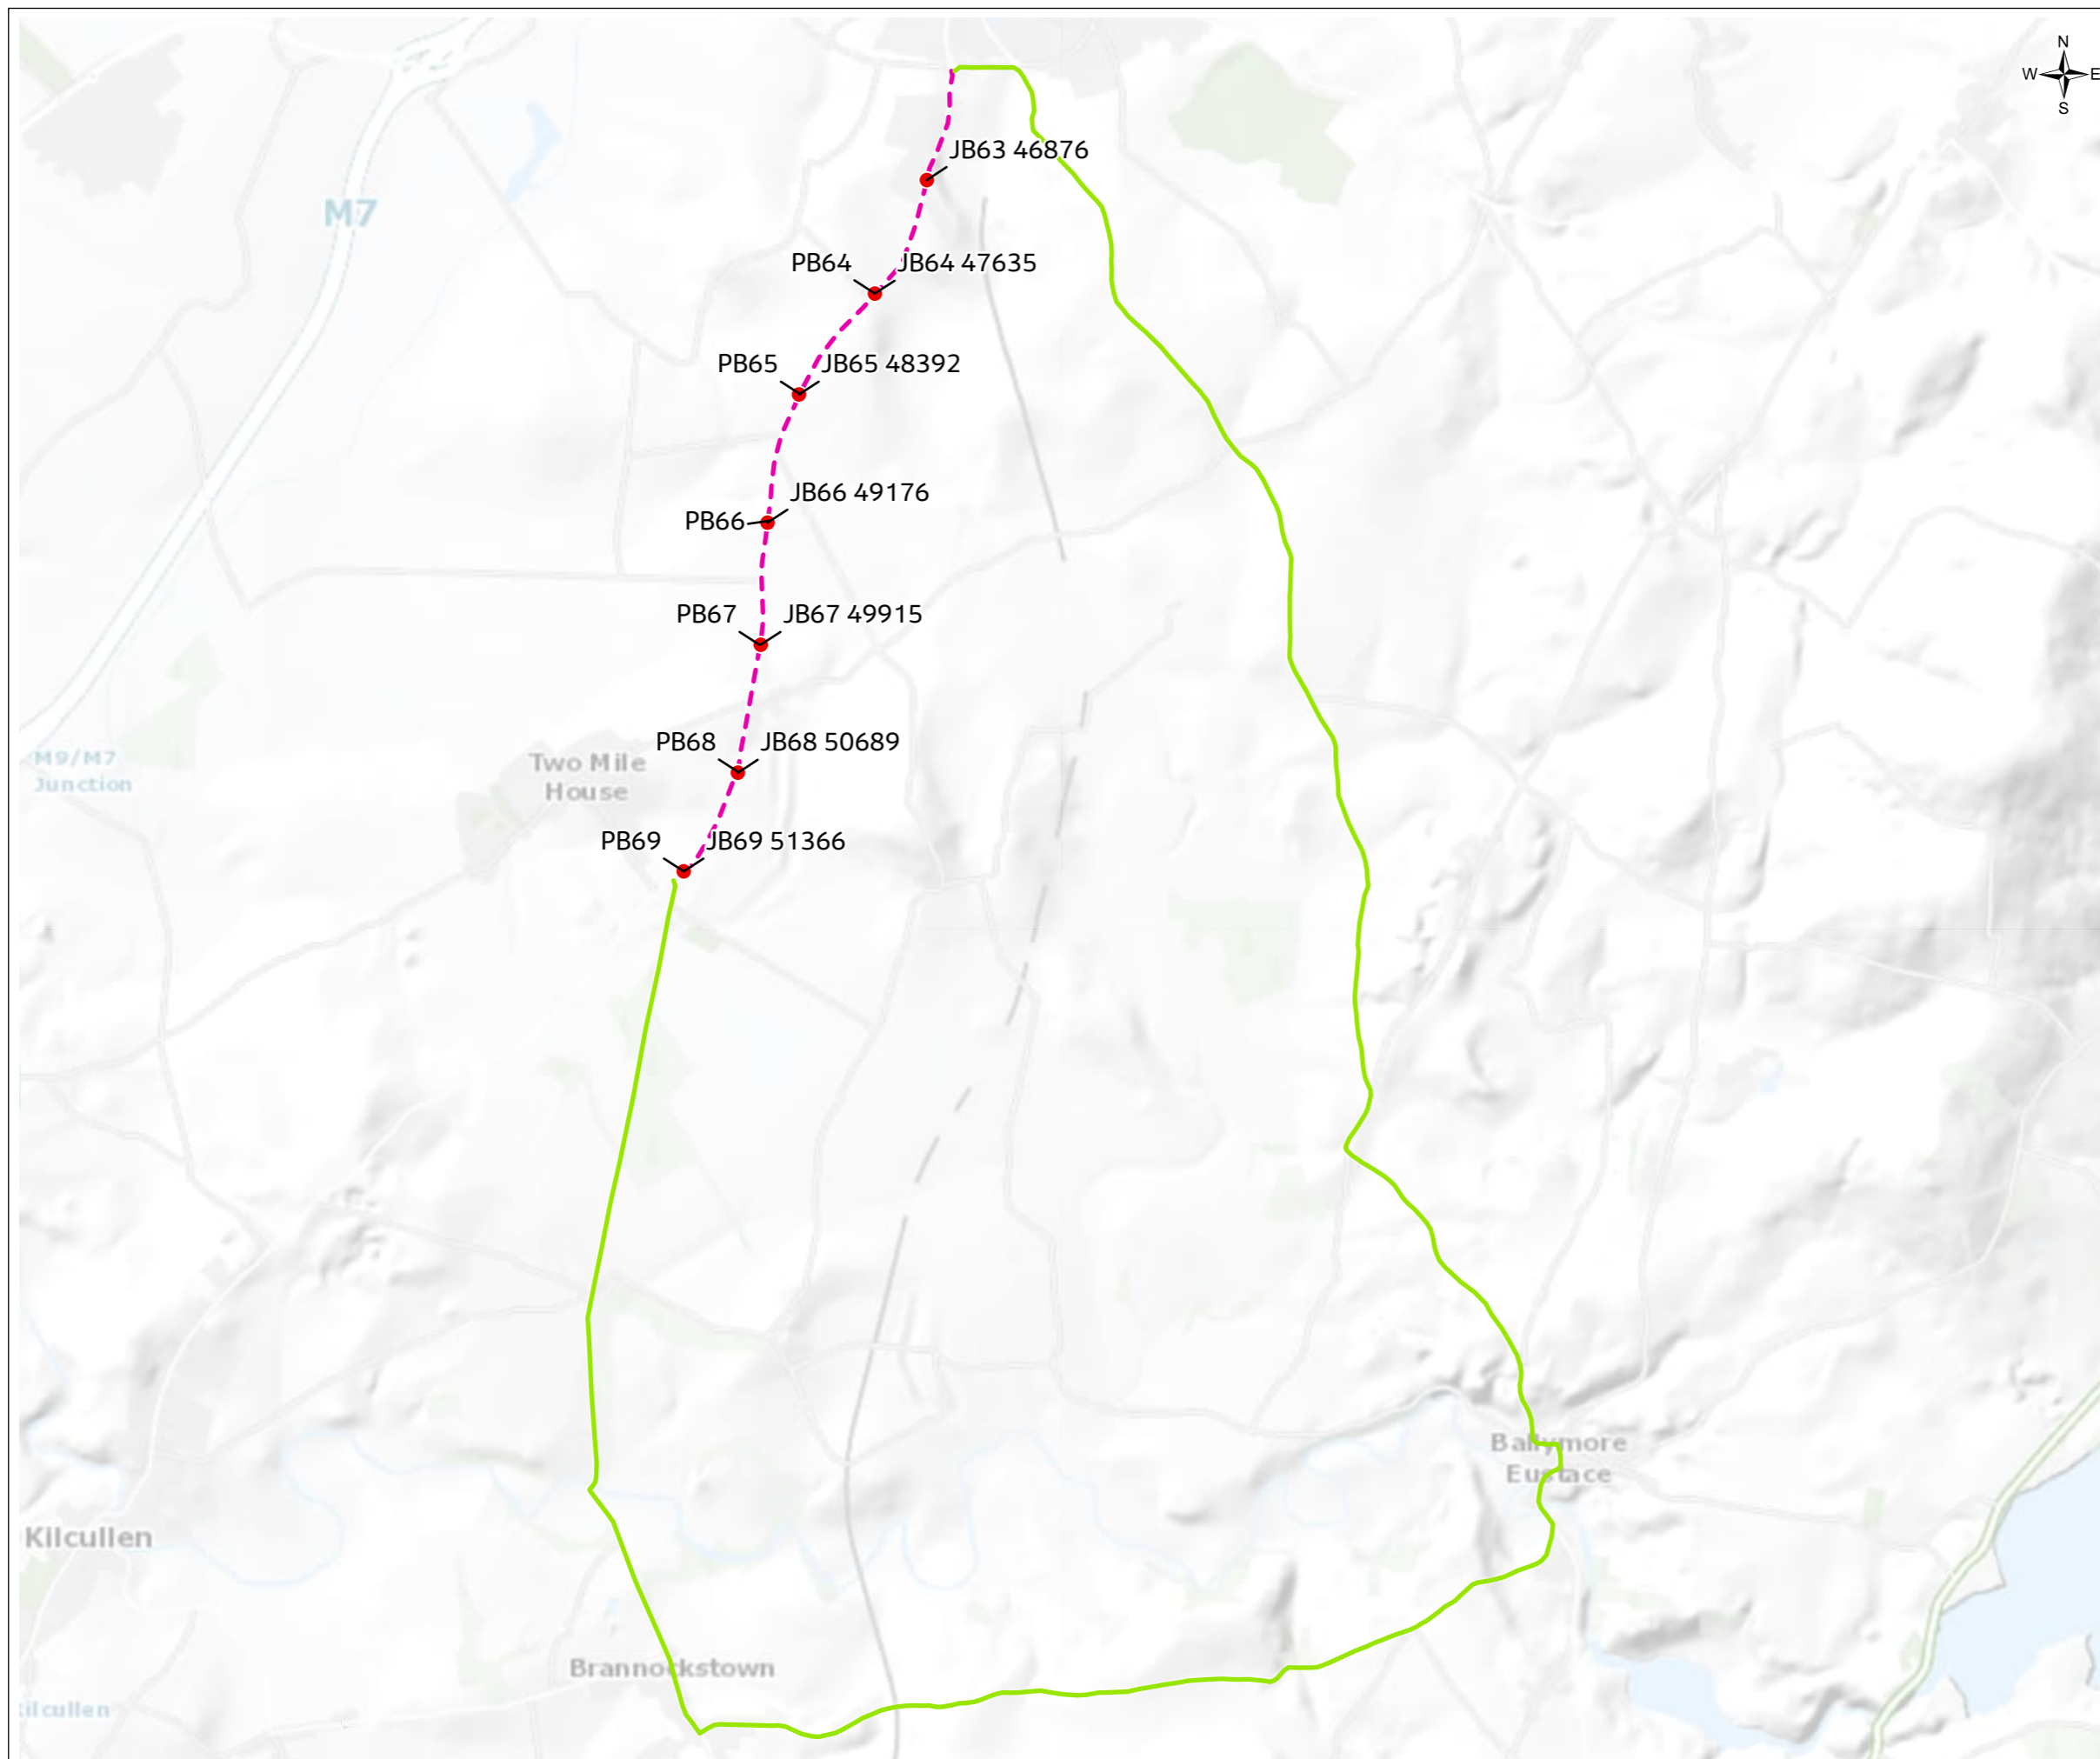 N
W E
S
JB63 46876
M7
PB64 JB64 47635
PB65 JB65 48392
JB66 49176
PB66
PB67 JB67 49915
PB68 JB68 50689
M9/M7
Junction
Two Mile
House
PB69 JB69 51366
Ballymore
Eustace
Kilcullen
Brannockstown
ilcullen